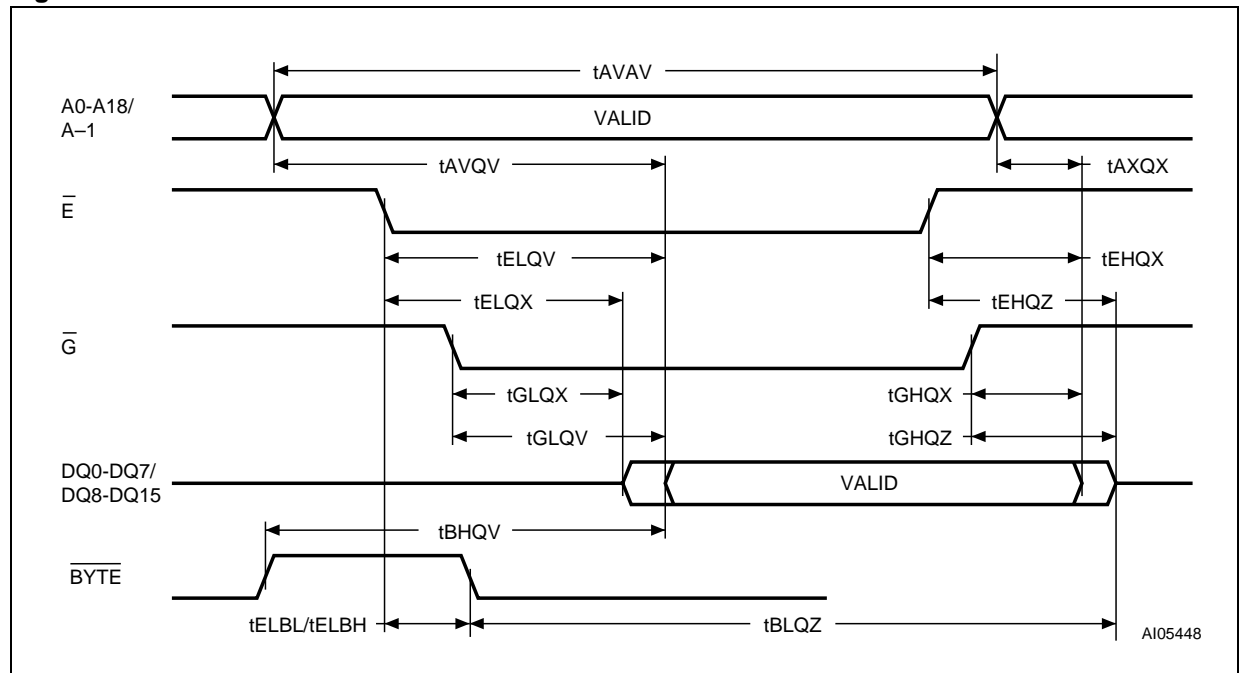 tAVAV
A0-A18/
A–1
VALID
tAVQV
tAXQX
E
tELQV
tEHQX
tELQX
tEHQZ
G
tGLQX
tGHQX
tGLQV
tGHQZ
DQ0-DQ7/
DQ8-DQ15
VALID
tBHQV
BYTE
tELBL/tELBH
tBLQZ
AI05448